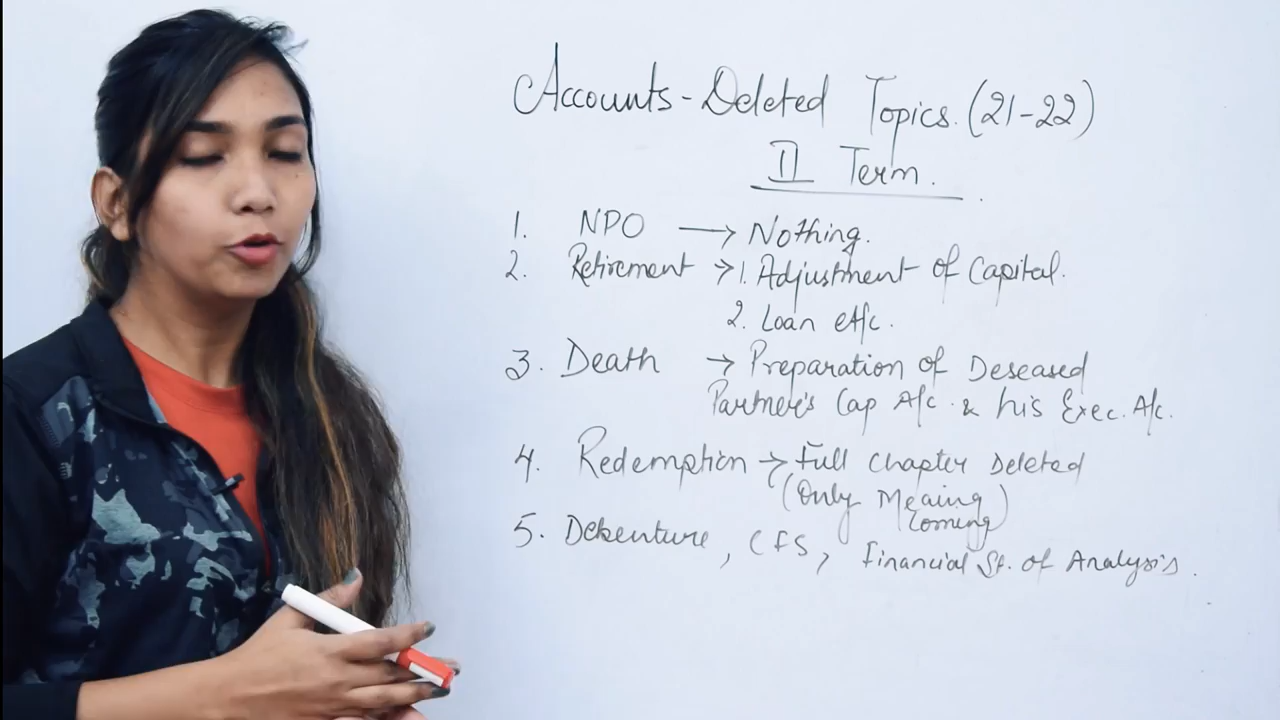 Accounts-Deleted Topics. (21-22)
II Term.
1. NPO → Nothing.
2. Retirement → 1. Adjustment of Capital.
2. Loan A/c.
3. Death → Preparation of Deseased
Partner's Cap A/c. & his Exec. A/c.
4. Redemption → Full Chapter Deleted
(Only Meaing
Coming)
5. Debenture, CFS, Financial St. of Analysis.